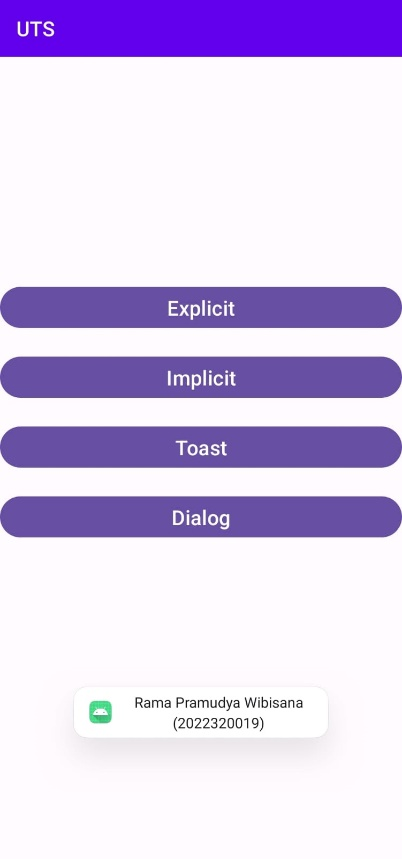 UTS
Explicit
Implicit
Toast
Dialog
Rama Pramudya Wibisana
(2022320019)